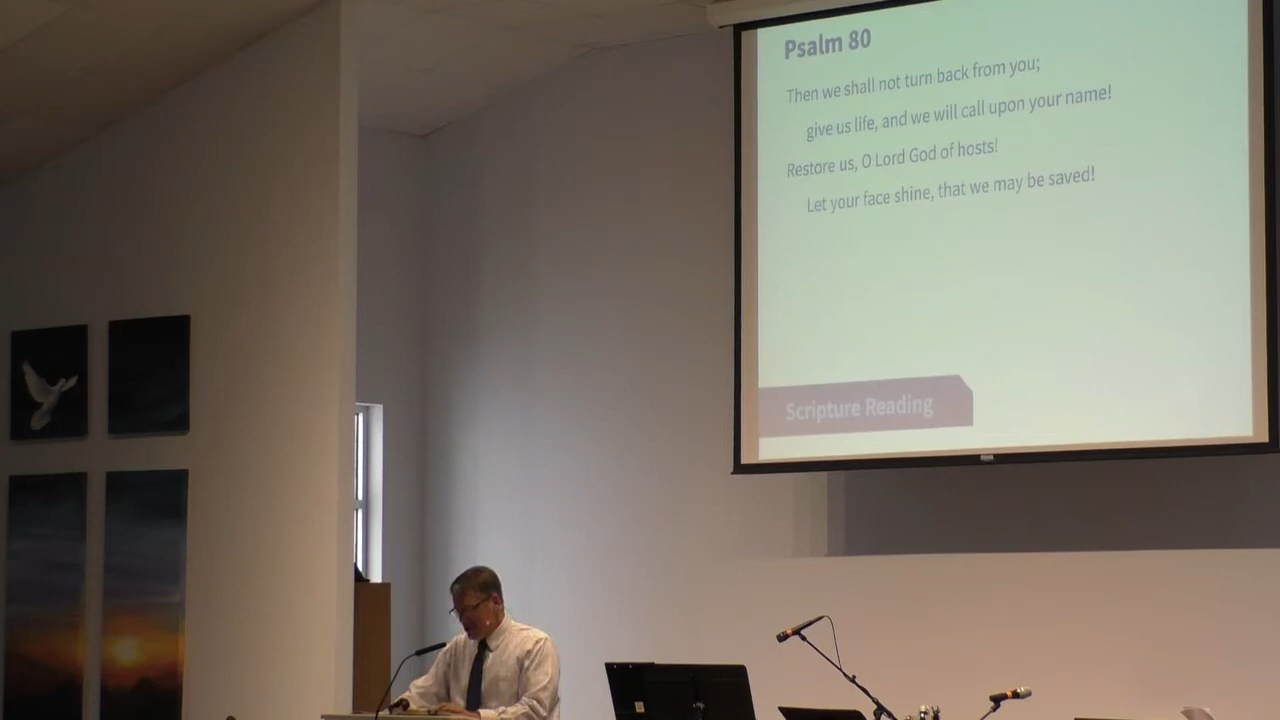 Psalm 80
Then we shall not turn back from you;
give us life, and we will call upon your name!
Restore us, O Lord God of hosts!
Let your face shine, that we may be saved!
Scripture Reading